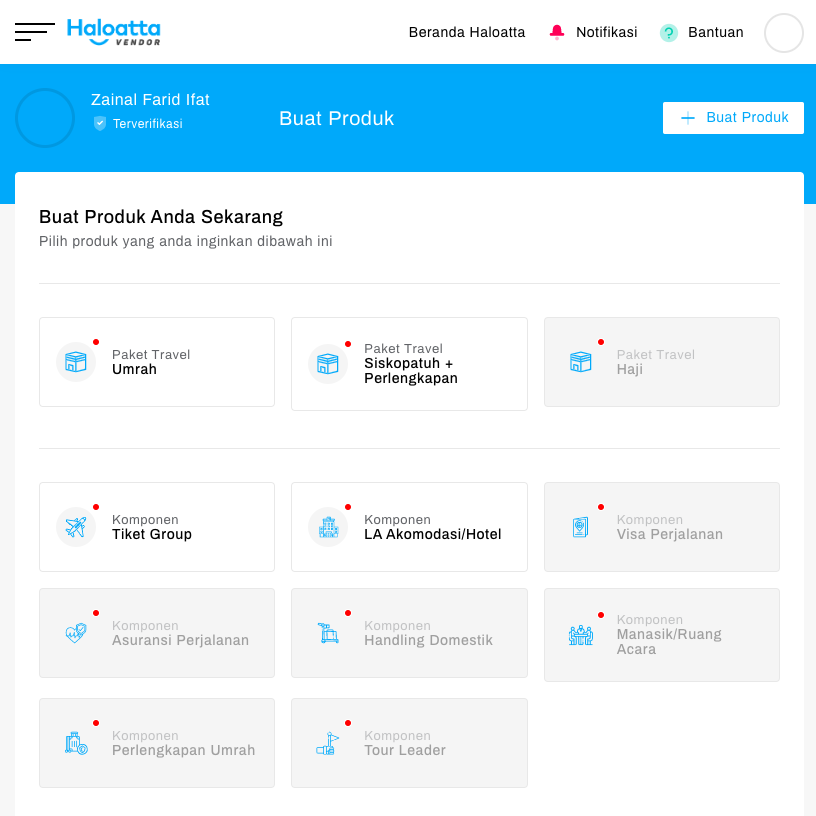 Haloatta
VENDOR
Beranda Haloatta
Notifikasi
? Bantuan
Zainal Farid Ifat
Terverifikasi
Buat Produk
+ Buat Produk
Buat Produk Anda Sekarang
Pilih produk yang anda inginkan dibawah ini
Paket Travel
Umrah
Paket Travel
Siskopatuh +
Perlengkapan
Paket Travel
Haji
Komponen
Tiket Group
Komponen
LA Akomodasi/Hotel
Komponen
Visa Perjalanan
Komponen
Asuransi Perjalanan
Komponen
Handling Domestik
Komponen
Manasik/Ruang
Acara
Komponen
Perlengkapan Umrah
Komponen
Tour Leader